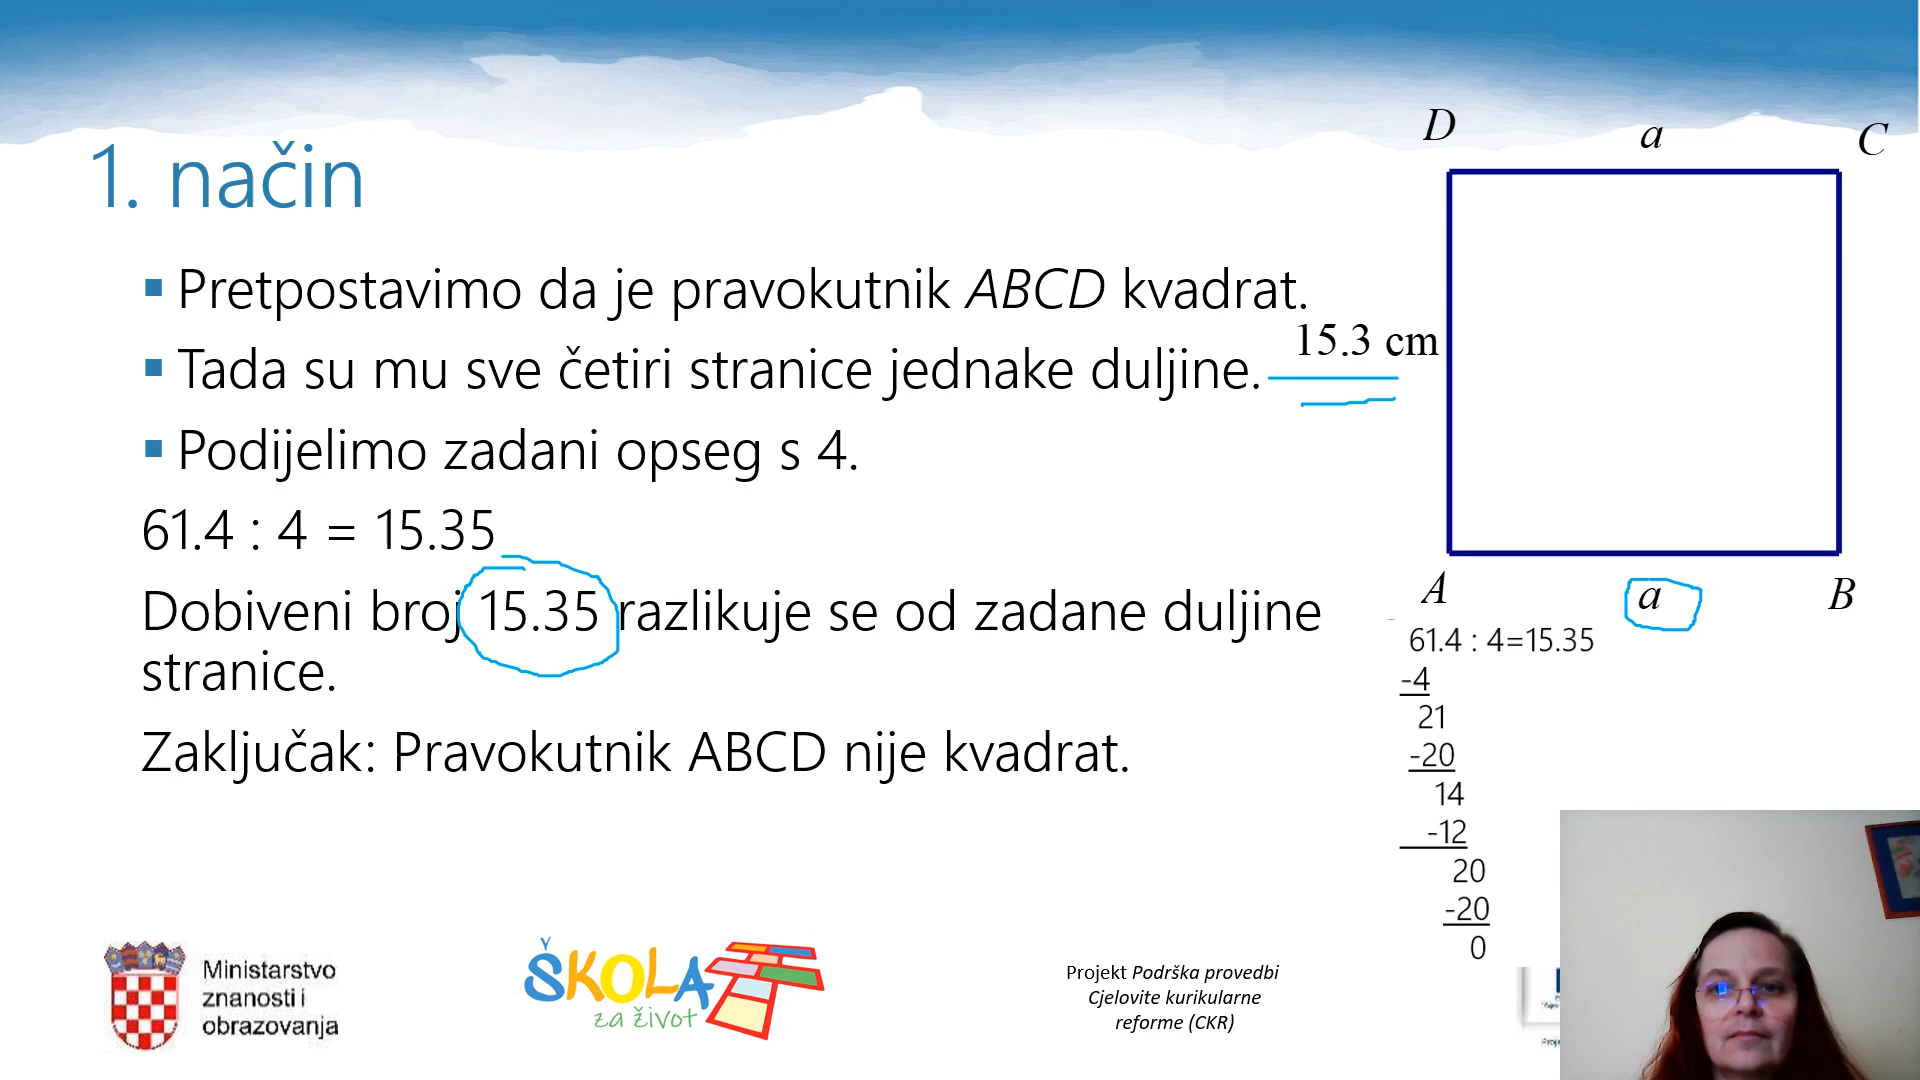 1. način
D
a
C
Pretpostavimo da je pravokutnik ABCD kvadrat.
15.3 cm
Tada su mu sve četiri stranice jednake duljine.
Podijelimo zadani opseg s 4.
61.4 : 4 = 15.35
Dobiveni broj 15.35 razlikuje se od zadane duljine
stranice.
Zaključak: Pravokutnik ABCD nije kvadrat.
A
a
B
61.4 : 4=15.35
-4
21
-20
14
-12
20
-20
0
Ministarstvo
znanosti i
obrazovanja
ŠKOLA
za život
Projekt Podrška provedbi
Cjelovite kurikularne
reforme (CKR)